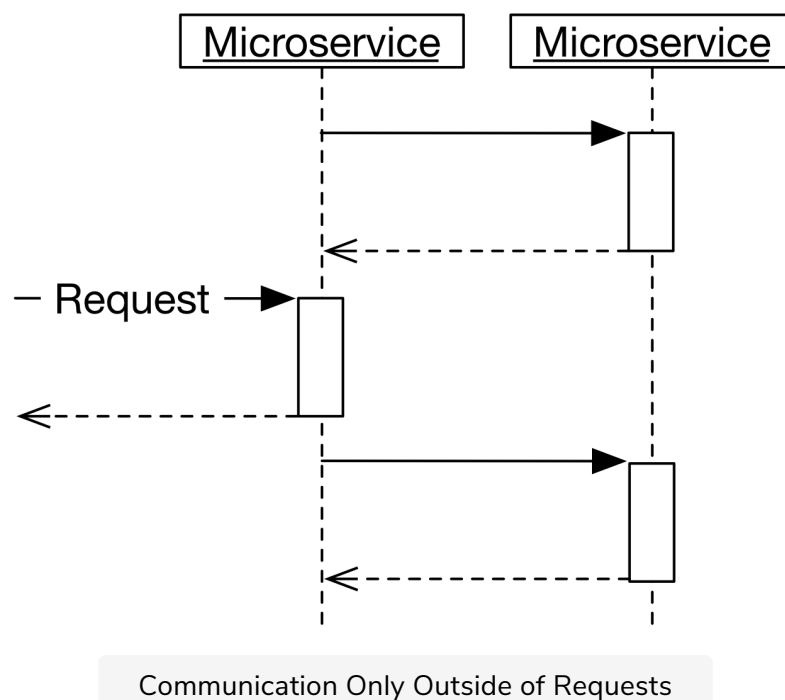 Microservice
Microservice
Request
Communication Only Outside of Requests